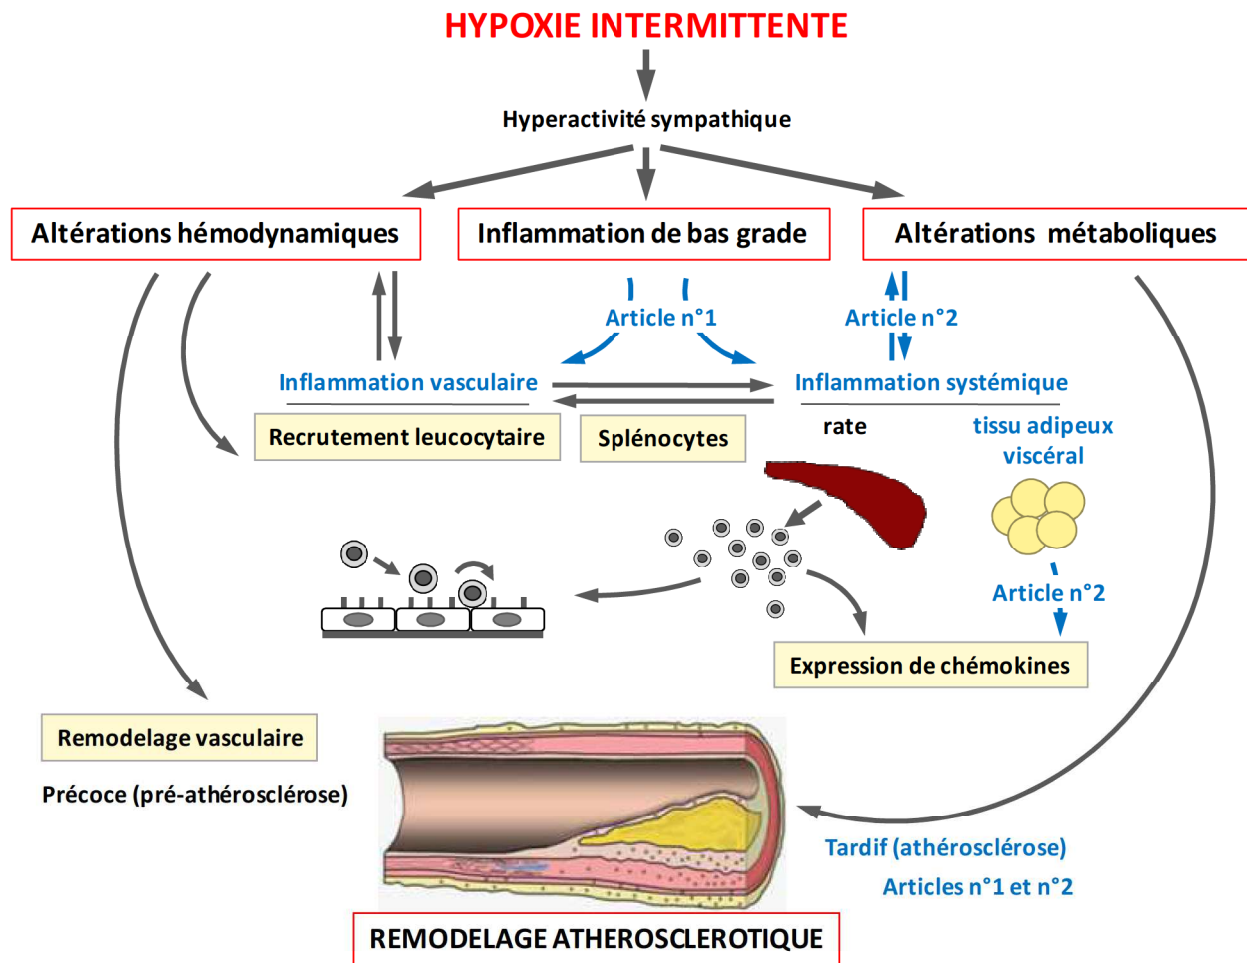 HYPOXIE INTERMITTENTE
Hyperactivité sympathique
Altérations hémodynamiques
Inflammation de bas grade
Altérations métaboliques
Article n°1
Article n°2
Inflammation vasculaire
Inflammation systémique
Recrutement leucocytaire
Splénocytes
rate
tissu adipeux
viscéral
Article n°2
Expression de chémokines
Remodelage vasculaire
Précoce (pré-athérosclérose)
Tardif (athérosclérose)
Articles n°1 et n°2
REMODELAGE ATHEROSCLEROTIQUE